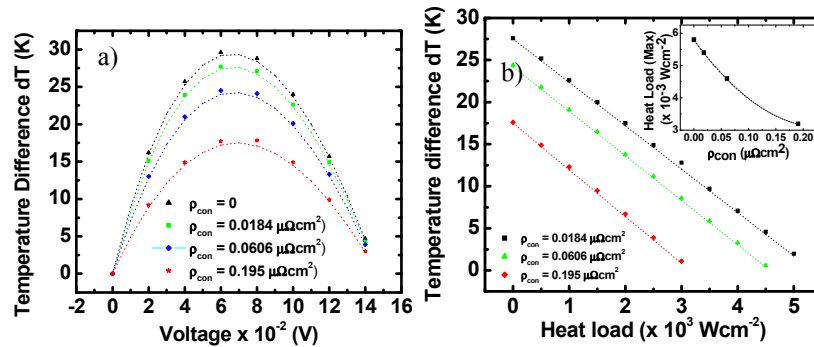 a)
Temperature Difference dT (K)
30
25
20
15
10
5
0
ρcon = 0
ρcon = 0.0184 μΩcm²)
ρcon = 0.0606 μΩcm²)
ρcon = 0.195 μΩcm²)
-2 0 2 4 6 8 10 12 14 16
Voltage x 10⁻² (V)
b)
Temperature difference dT (K)
30
25
20
15
10
5
0
ρcon = 0.0184 μΩcm²
ρcon = 0.0606 μΩcm²
ρcon = 0.195 μΩcm²
0 1 2 3 4 5
Heat load (x 10³ Wcm⁻²)
Heat Load (Max)
(x 10⁻³ Wcm⁻²)
6
5
4
3
0.00 0.05 0.10 0.15 0.20
ρcon (μΩcm²)